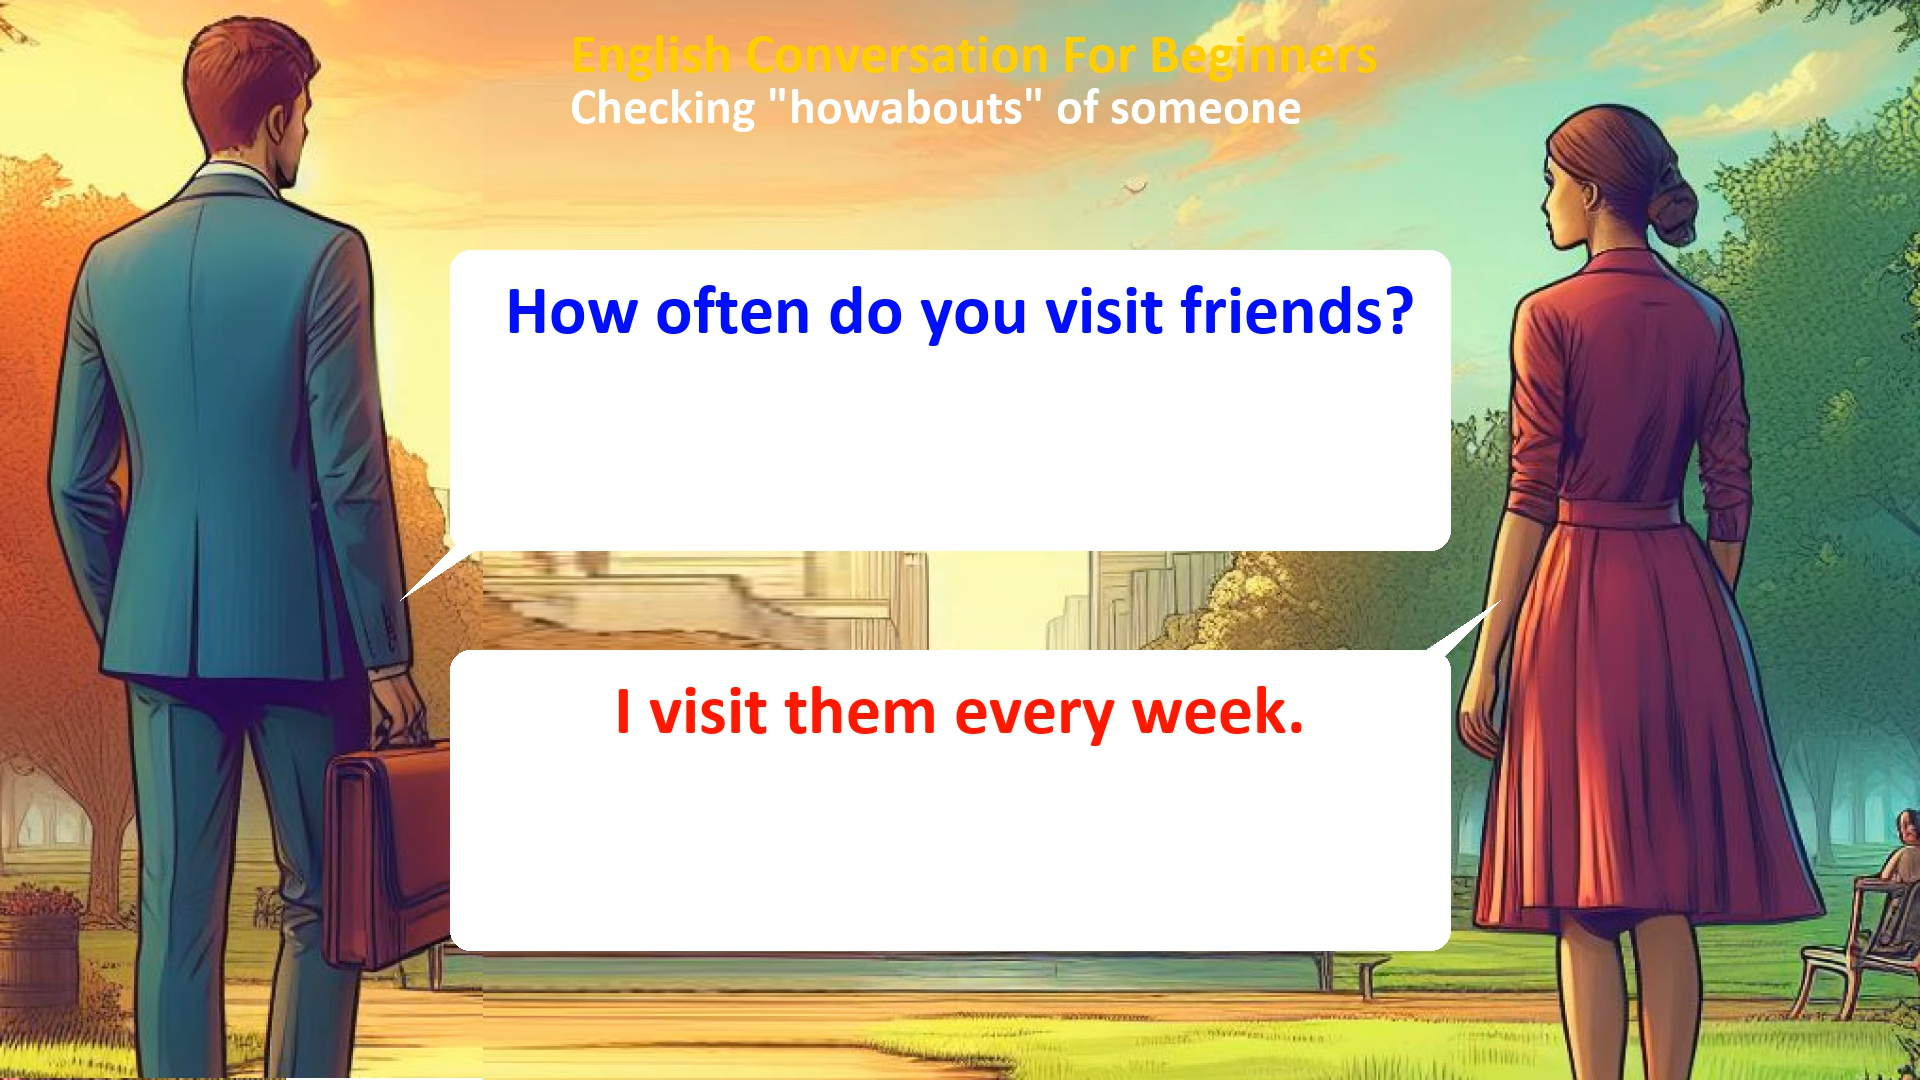 English Conversation For Beginners
Checking "howabouts" of someone
How often do you visit friends?
I visit them every week.